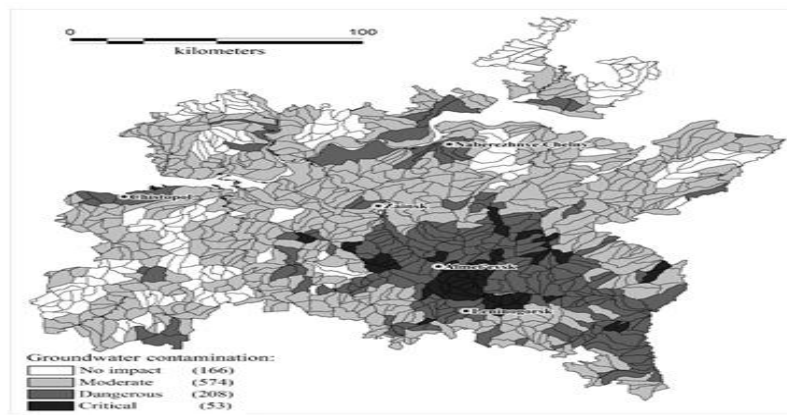 0 100
kilometers
Naberezhnye Chelny
Chistopol
Zainsk
Almetyevsk
Leninogorsk
Groundwater contamination:
No impact (166)
Moderate (574)
Dangerous (208)
Critical (53)